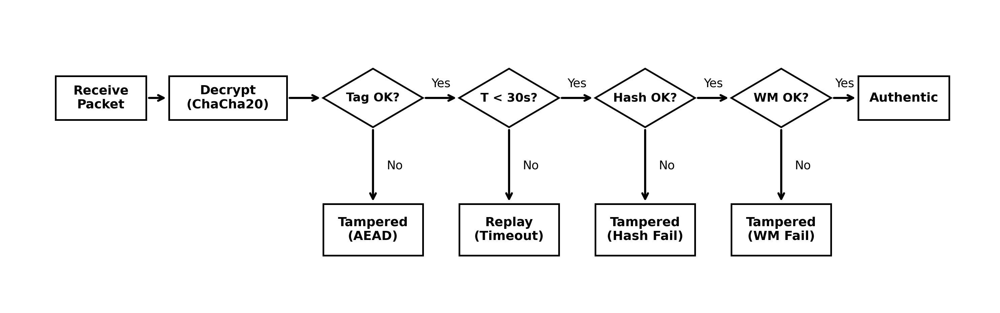 Receive
Packet
Decrypt
(ChaCha20)
Tag OK?
Yes
T < 30s?
Yes
Hash OK?
Yes
WM OK?
Yes
Authentic
No
No
No
No
Tampered
(AEAD)
Replay
(Timeout)
Tampered
(Hash Fail)
Tampered
(WM Fail)